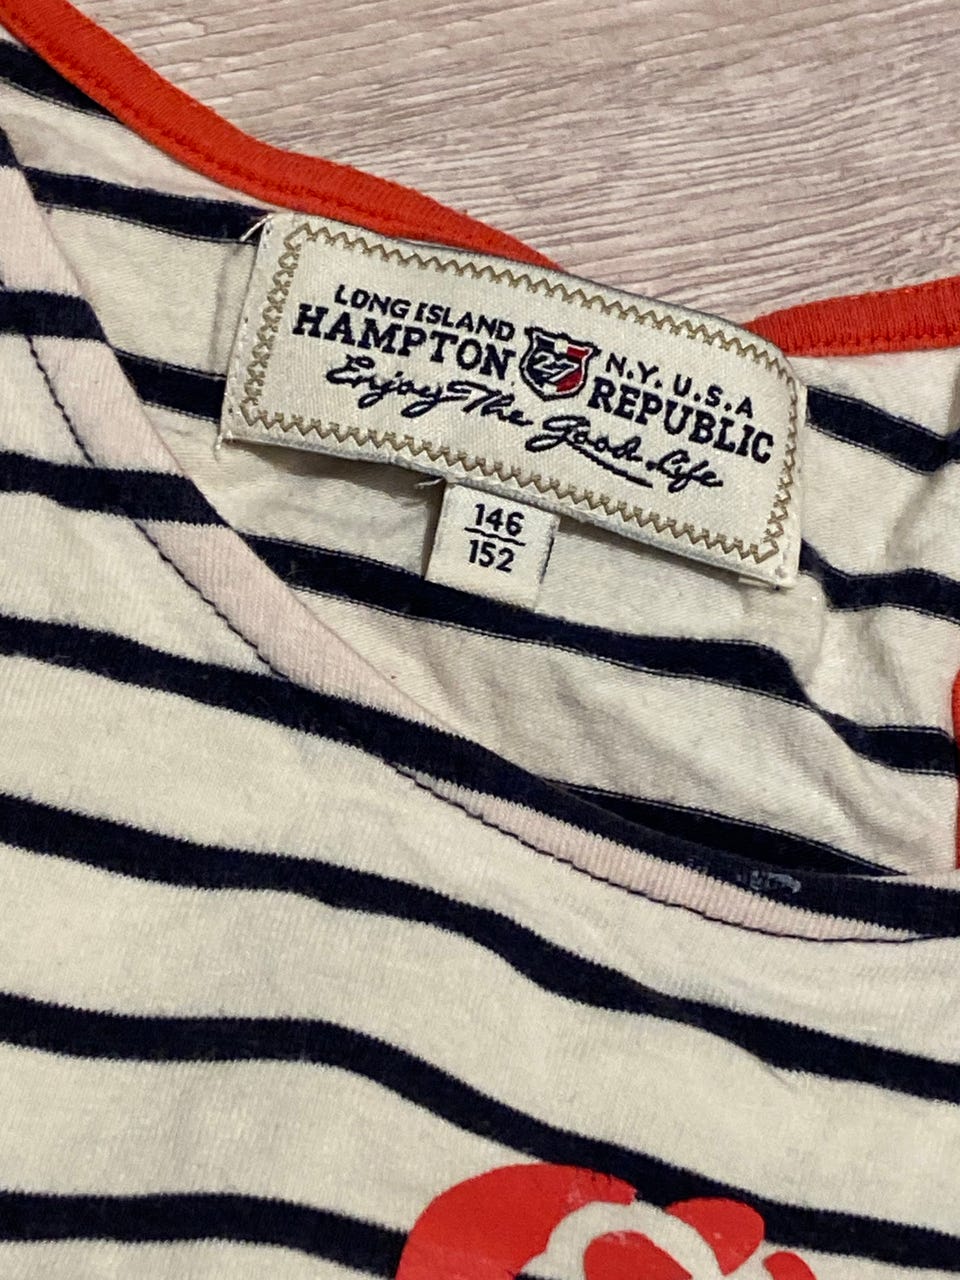 LONG ISLAND N.Y. U.S.A
HAMPTON REPUBLIC
Enjoy The Good Life
146
152